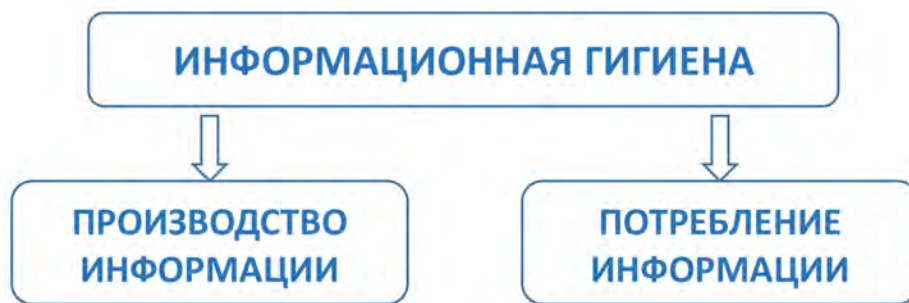 ИНФОРМАЦИОННАЯ ГИГИЕНА
ПРОИЗВОДСТВО
ИНФОРМАЦИИ
ПОТРЕБЛЕНИЕ
ИНФОРМАЦИИ